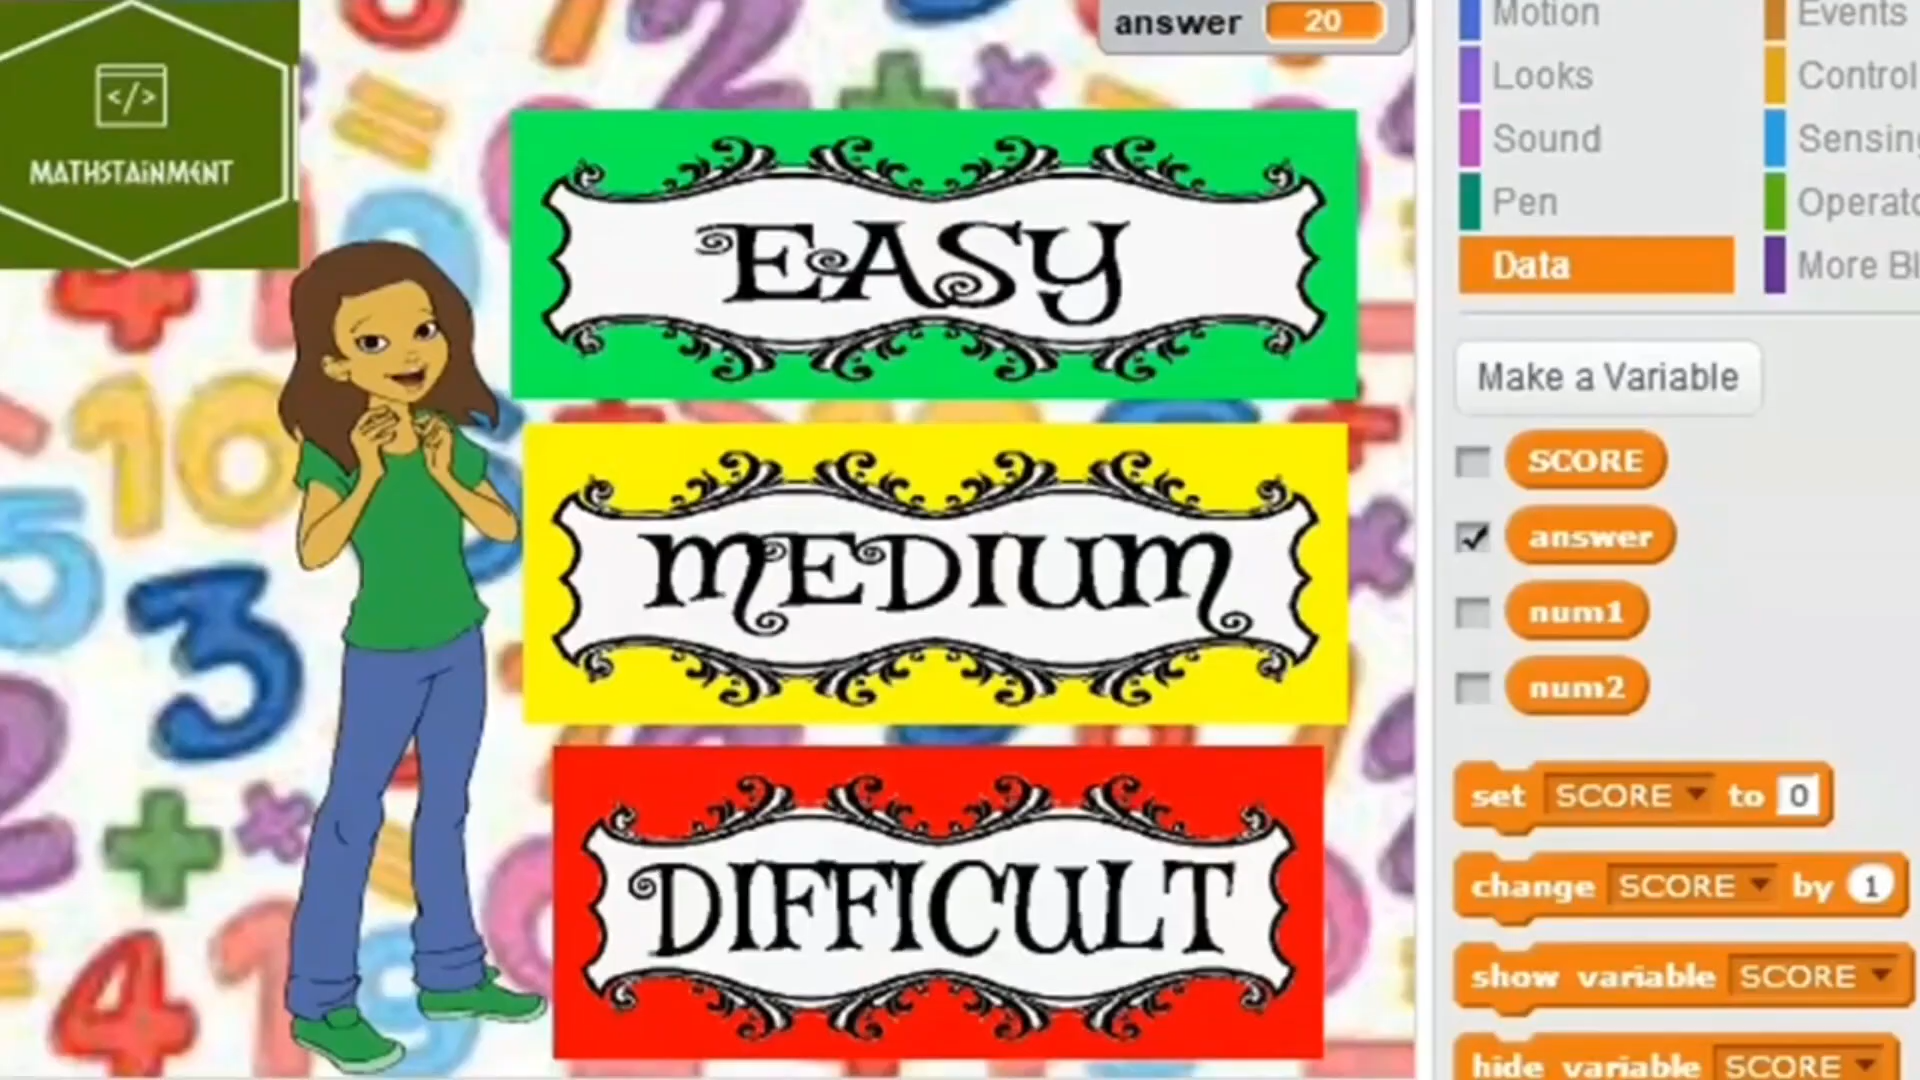 </>
MATHSTAiNMENT
answer 20
EASY
MEDIUM
DIFFICULT
Motion
Events
Looks
Control
Sound
Sensing
Pen
Data
Make a Variable
SCORE
answer
num1
num2
set SCORE to 0
change SCORE by 1
show variable SCORE
hide variable SCORE